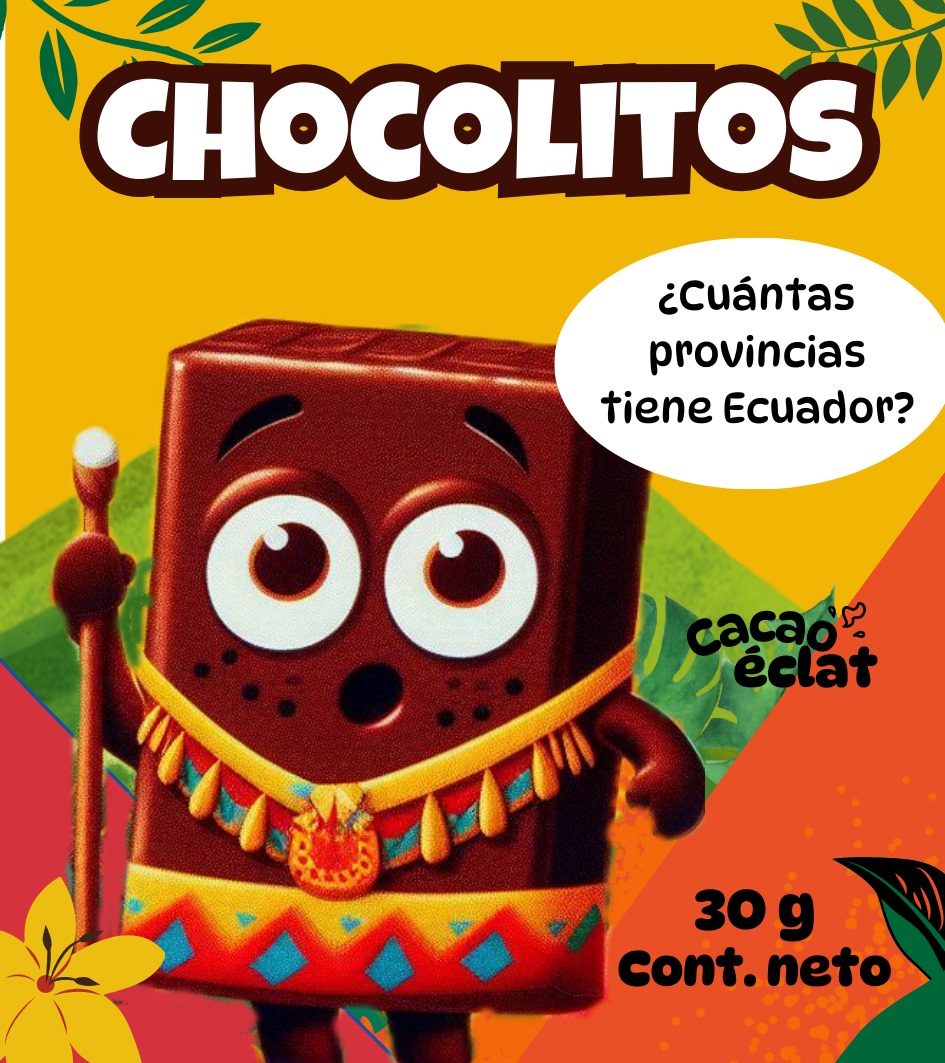 CHOCOLITOS
¿Cuántas
provincias
tiene Ecuador?
cacao
éclat
30 g
Cont. neto